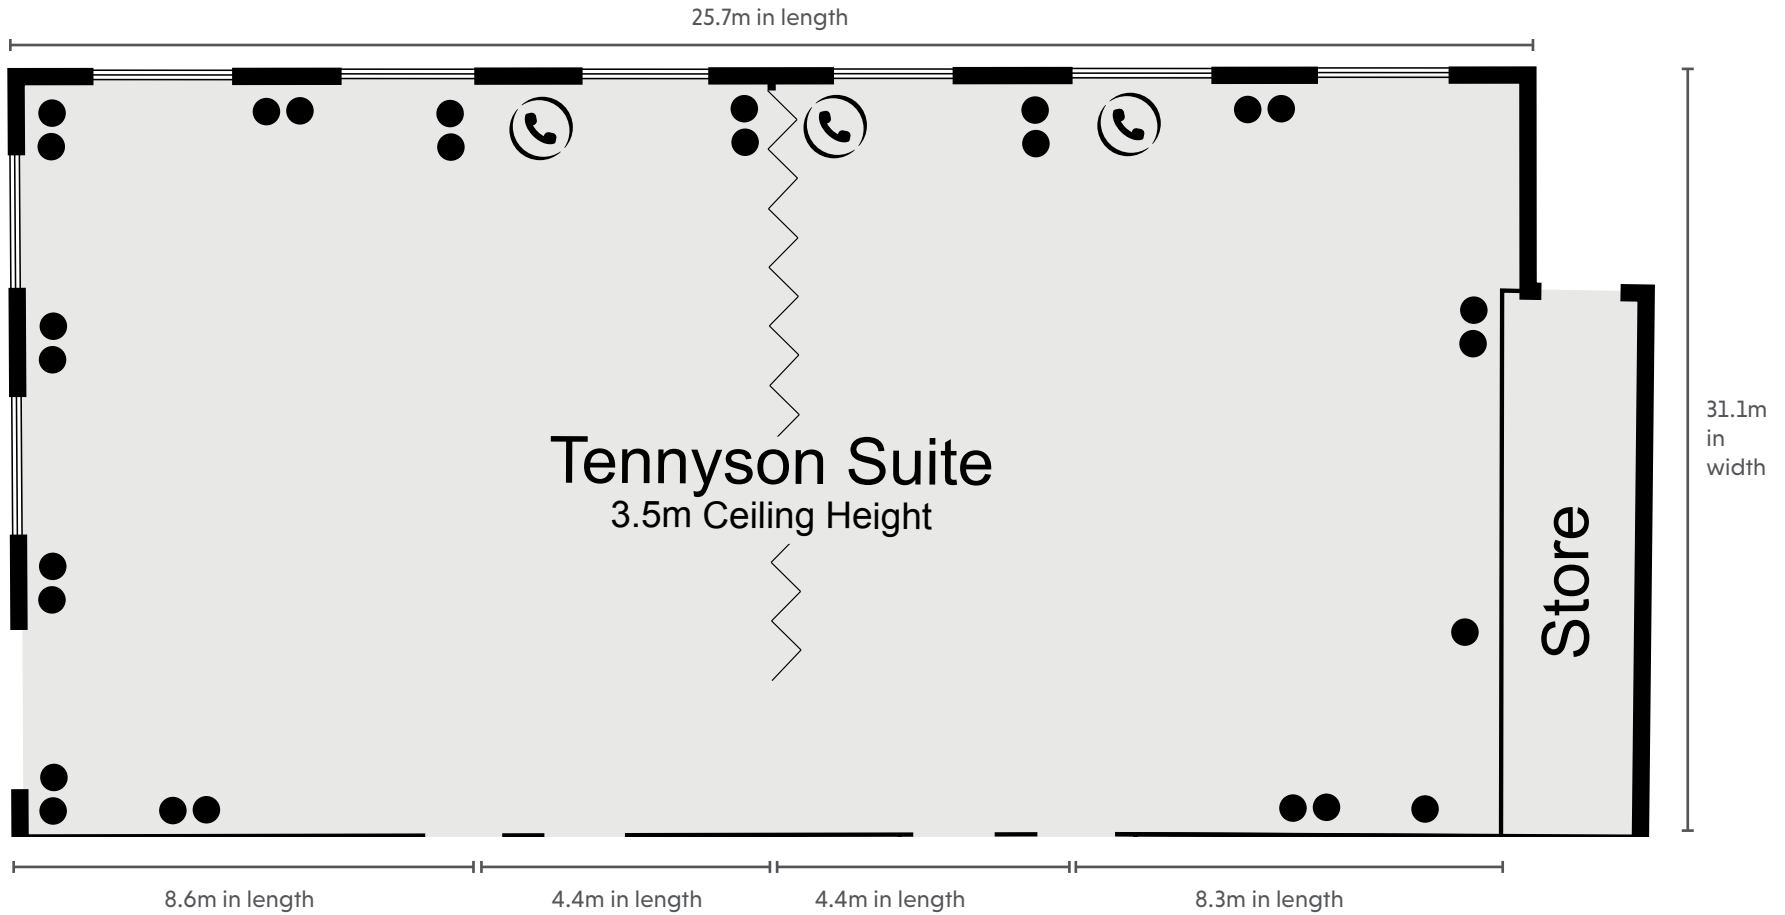 25.7m in length
31.1m
in
width
Tennyson Suite
3.5m Ceiling Height
Store
8.6m in length
4.4m in length
4.4m in length
8.3m in length